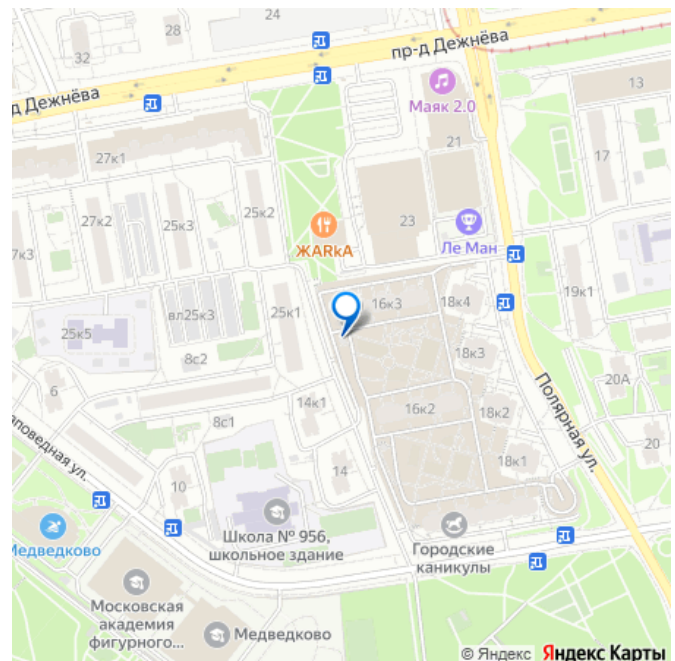 24
28
32
пр-д Дежнёва
д Дежнёва
Маяк 2.0
13
21
27к1
17
27к2
25к2
25к3
23
7к3
ЖАRkА
Ле Ман
16к3
18к4
19к1
вл25к3
25к1
25к5
8с2
18к3
20А
6
14к1
16к2
18к2
Полярная ул.
8с1
поведная ул.
20
18к1
14
10
Школа № 956,
школьное здание
Городские
каникулы
Медведково
Московская
академия
фигурного...
Медведково
© Яндекс Яндекс Карты